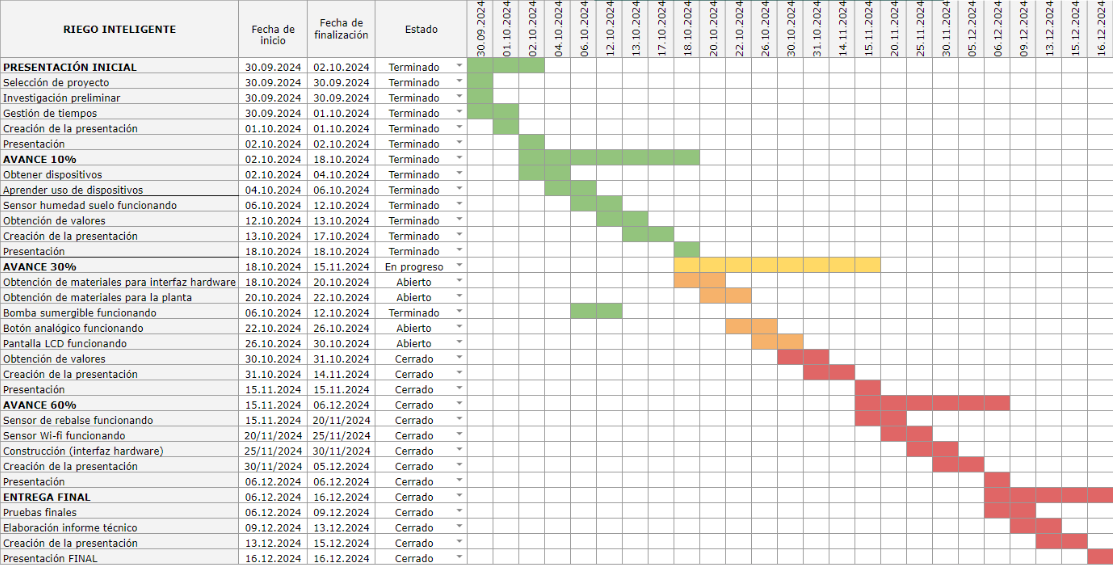 RIEGO INTELIGENTE Fecha de inicio Fecha de finalización Estado 30.09.2024 01.10.2024 02.10.2024 04.10.2024 06.10.2024 12.10.2024 13.10.2024 17.10.2024 18.10.2024 20.10.2024 22.10.2024 26.10.2024 30.10.2024 31.10.2024 14.11.2024 15.11.2024 20.11.2024 25.11.2024 30.11.2024 05.12.2024 06.12.2024 09.12.2024 13.12.2024 15.12.2024 16.12.2024
PRESENTACIÓN INICIAL 30.09.2024 02.10.2024 Terminado
Selección de proyecto 30.09.2024 30.09.2024 Terminado
Investigación preliminar 30.09.2024 30.09.2024 Terminado
Gestión de tiempos 30.09.2024 01.10.2024 Terminado
Creación de la presentación 01.10.2024 01.10.2024 Terminado
Presentación 02.10.2024 02.10.2024 Terminado
AVANCE 10% 02.10.2024 18.10.2024 Terminado
Obtener dispositivos 02.10.2024 04.10.2024 Terminado
Aprender uso de dispositivos 04.10.2024 06.10.2024 Terminado
Sensor humedad suelo funcionando 06.10.2024 12.10.2024 Terminado
Obtención de valores 12.10.2024 13.10.2024 Terminado
Creación de la presentación 13.10.2024 17.10.2024 Terminado
Presentación 18.10.2024 18.10.2024 Terminado
AVANCE 30% 18.10.2024 15.11.2024 En progreso
Obtención de materiales para interfaz hardware 18.10.2024 20.10.2024 Abierto
Obtención de materiales para la planta 20.10.2024 22.10.2024 Abierto
Bomba sumergible funcionando 06.10.2024 12.10.2024 Terminado
Botón analógico funcionando 22.10.2024 26.10.2024 Abierto
Pantalla LCD funcionando 26.10.2024 30.10.2024 Abierto
Obtención de valores 30.10.2024 31.10.2024 Cerrado
Creación de la presentación 31.10.2024 14.11.2024 Cerrado
Presentación 15.11.2024 15.11.2024 Cerrado
AVANCE 60% 15.11.2024 06.12.2024 Cerrado
Sensor de rebalse funcionando 15.11.2024 20/11/2024 Cerrado
Sensor Wi-fi funcionando 20/11/2024 25/11/2024 Cerrado
Construcción (interfaz hardware) 25/11/2024 30/11/2024 Cerrado
Creación de la presentación 30/11/2024 05.12.2024 Cerrado
Presentación 06.12.2024 06.12.2024 Cerrado
ENTREGA FINAL 06.12.2024 16.12.2024 Cerrado
Pruebas finales 06.12.2024 09.12.2024 Cerrado
Elaboración informe técnico 09.12.2024 13.12.2024 Cerrado
Creación de la presentación 13.12.2024 15.12.2024 Cerrado
Presentación FINAL 16.12.2024 16.12.2024 Cerrado